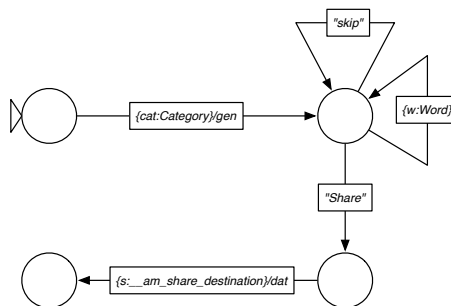 "skip"
{cat:Category}/gen
{w:Word}
"Share"
{s:__am_share_destination}/dat